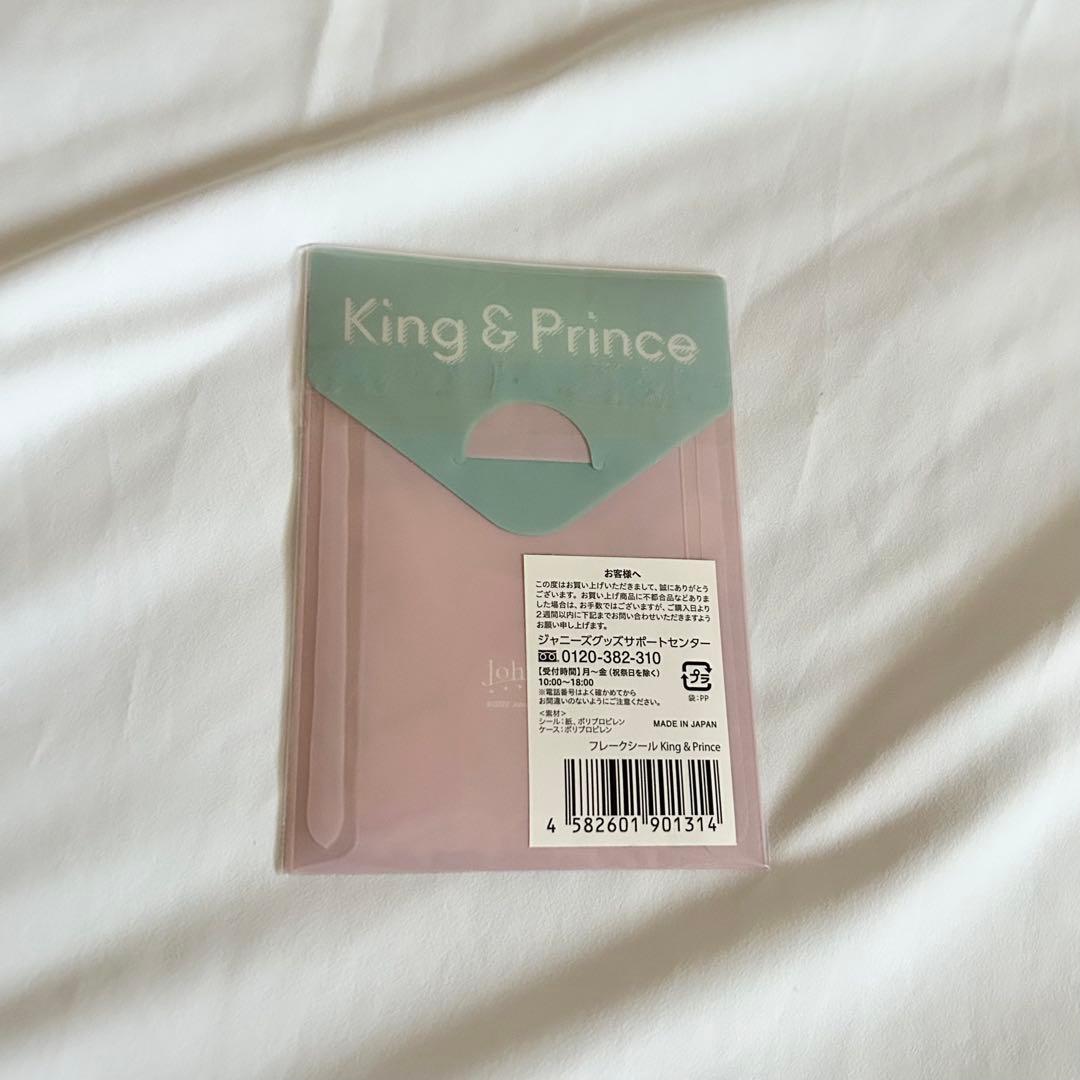 King & Prince
お客様へ
この度はお買い上げいただきまして、誠にありがとう
ございます。お買い上げ商品に不都合品などありま
した場合は、お手数ではございますが、ご購入日より
2週間以内に下記までお問い合わせいただきますよう
お願い申し上げます。
ジャニーズグッズサポートセンター
0120-382-310
【受付時間】月〜金（祝祭日を除く）
10:00〜18:00
※電話番号はよく確かめてから
お間違いのないようにご注意ください。
プラ
袋:PP
<素材>
シール:紙、ポリプロピレン
ケース:ポリプロピレン
MADE IN JAPAN
フレークシール King & Prince
4 582601 901314
Joh